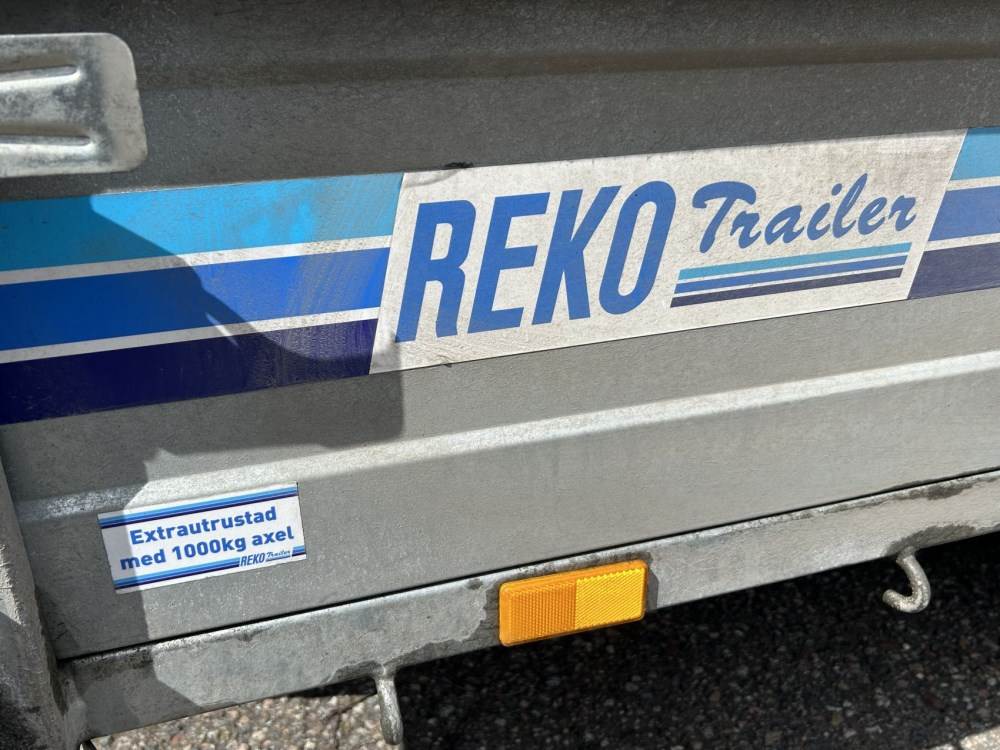 REKO Trailer
Extrautrustad
med 1000kg axel
REKO Trailer